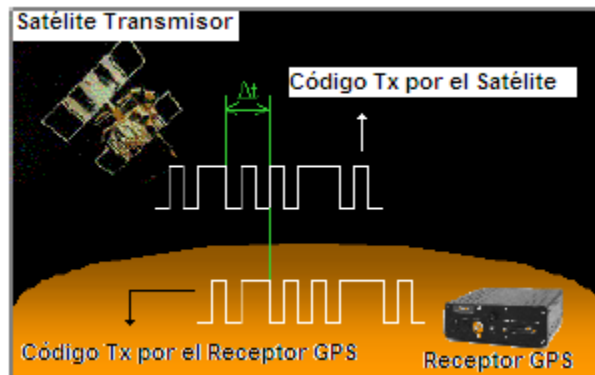 Satélite Transmisor
Δt
Código Tx por el Satélite
Código Tx por el Receptor GPS
Receptor GPS